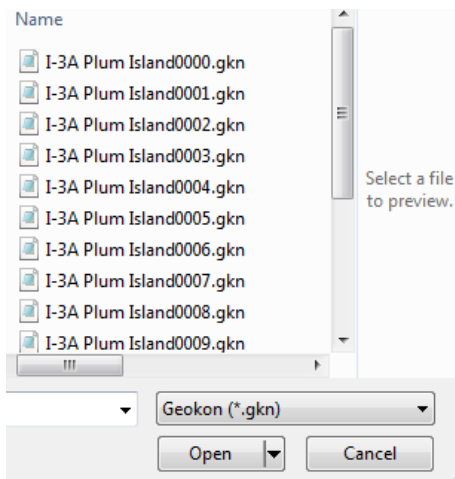 Name
I-3A Plum Island0000.gkn
I-3A Plum Island0001.gkn
I-3A Plum Island0002.gkn
I-3A Plum Island0003.gkn
I-3A Plum Island0004.gkn
I-3A Plum Island0005.gkn
I-3A Plum Island0006.gkn
I-3A Plum Island0007.gkn
I-3A Plum Island0008.gkn
I-3A Plum Island0009.gkn
Select a file
to preview.
Geokon (*.gkn)
Open
Cancel